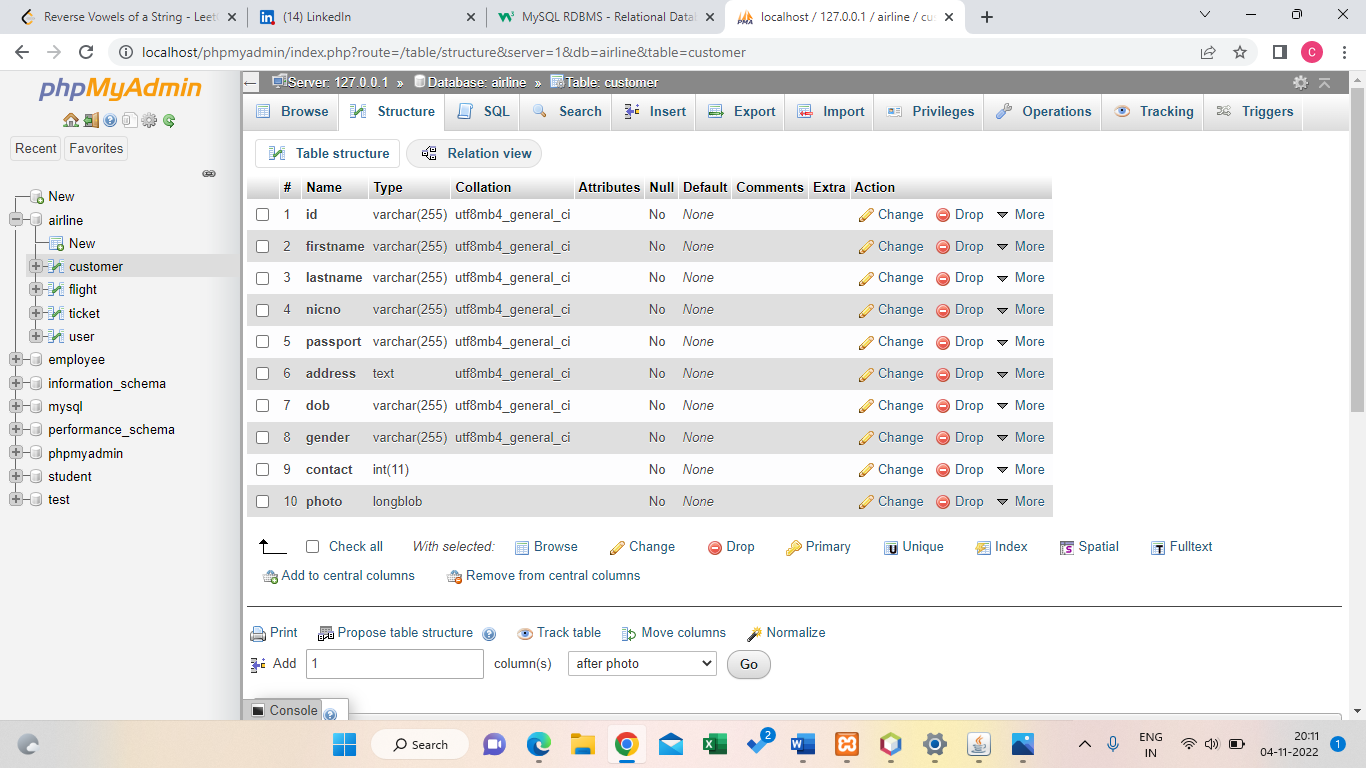 Reverse Vowels of a String - Leet
(14) LinkedIn
MySQL RDBMS - Relational Data
localhost / 127.0.0.1 / airline / cu
localhost/phpmyadmin/index.php?route=/table/structure&server=1&db=airline&table=customer
C
phpMyAdmin
Recent Favorites
New
airline
New
customer
flight
ticket
user
employee
information_schema
mysql
performance_schema
phpmyadmin
student
test
Server: 127.0.0.1 » Database: airline » Table: customer
Browse Structure SQL Search Insert Export Import Privileges Operations Tracking Triggers
Table structure Relation view
# Name Type Collation Attributes Null Default Comments Extra Action
1 id varchar(255) utf8mb4_general_ci No None Change Drop More
2 firstname varchar(255) utf8mb4_general_ci No None Change Drop More
3 lastname varchar(255) utf8mb4_general_ci No None Change Drop More
4 nicno varchar(255) utf8mb4_general_ci No None Change Drop More
5 passport varchar(255) utf8mb4_general_ci No None Change Drop More
6 address text utf8mb4_general_ci No None Change Drop More
7 dob varchar(255) utf8mb4_general_ci No None Change Drop More
8 gender varchar(255) utf8mb4_general_ci No None Change Drop More
9 contact int(11) No None Change Drop More
10 photo longblob No None Change Drop More
Check all With selected: Browse Change Drop Primary Unique Index Spatial Fulltext
Add to central columns Remove from central columns
Print Propose table structure Track table Move columns Normalize
Add 1 column(s) after photo Go
Console
Search
2
ENG
IN
20:11
04-11-2022
1